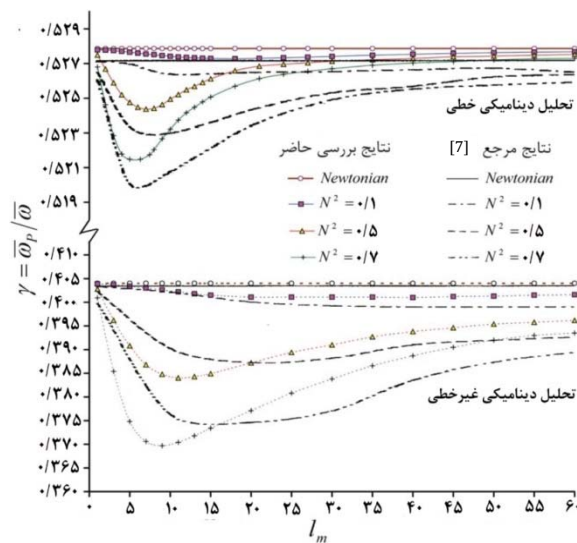 γ = ω̅_P / ω̅
۰/۵۲۹
۰/۵۲۷
۰/۵۲۵
۰/۵۲۳
۰/۵۲۱
۰/۵۱۹
تحلیل دینامیکی خطی
نتایج بررسی حاضر
نتایج مرجع [7]
Newtonian
Newtonian
N² = ۰/۱
N² = ۰/۱
N² = ۰/۵
N² = ۰/۵
N² = ۰/۷
N² = ۰/۷
۰/۴۱۰
۰/۴۰۵
۰/۴۰۰
۰/۳۹۵
۰/۳۹۰
۰/۳۸۵
۰/۳۸۰
۰/۳۷۵
۰/۳۷۰
۰/۳۶۵
۰/۳۶۰
تحلیل دینامیکی غیرخطی
۰ ۵ ۱۰ ۱۵ ۲۰ ۲۵ ۳۰ ۳۵ ۴۰ ۴۵ ۵۰ ۵۵ ۶۰
l_m